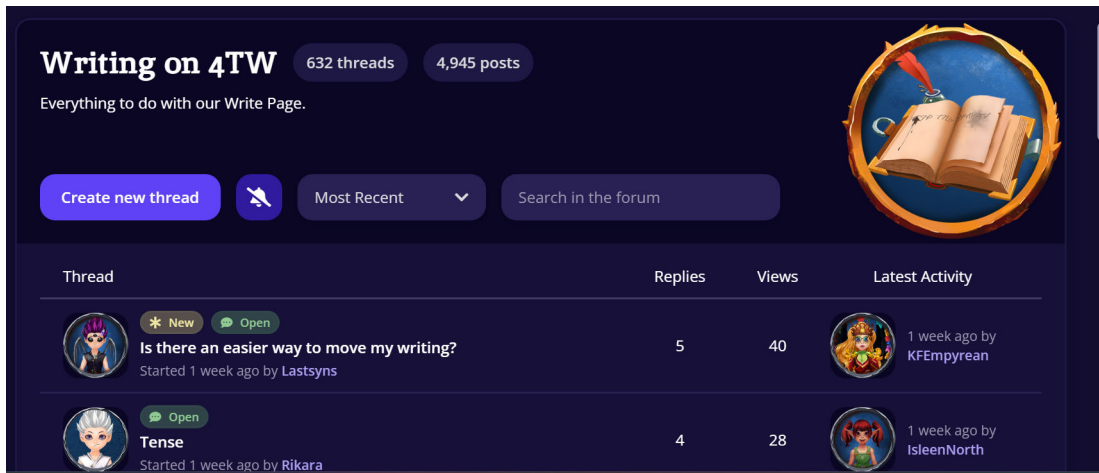 Writing on 4TW 632 threads 4,945 posts
Everything to do with our Write Page.
Create new thread Most Recent Search in the forum
Thread Replies Views Latest Activity
New Open
Is there an easier way to move my writing? 5 40
Started 1 week ago by Lastsyns
1 week ago by
KFEmpyrean
Open
Tense 4 28
Started 1 week ago by Rikara
1 week ago by
IsleenNorth